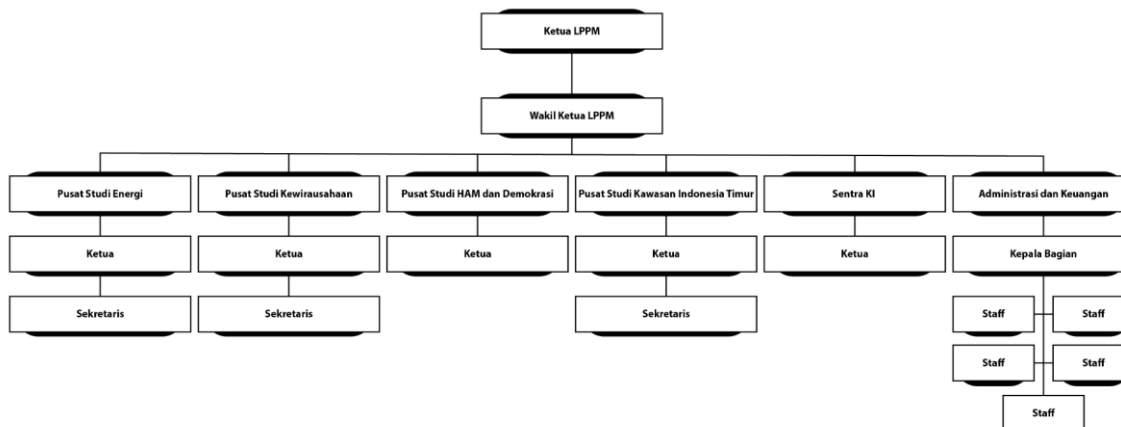 Ketua LPPM
Wakil Ketua LPPM
Pusat Studi Energi
Pusat Studi Kewirausahaan
Pusat Studi HAM dan Demokrasi
Pusat Studi Kawasan Indonesia Timur
Sentra KI
Administrasi dan Keuangan
Ketua
Ketua
Ketua
Ketua
Ketua
Kepala Bagian
Sekretaris
Sekretaris
Sekretaris
Staff
Staff
Staff
Staff
Staff